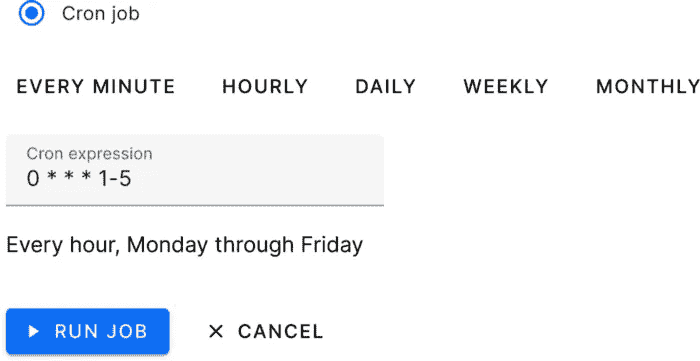 Cron job
EVERY MINUTE HOURLY DAILY WEEKLY MONTHLY
Cron expression
0 * * * 1-5
Every hour, Monday through Friday
RUN JOB CANCEL